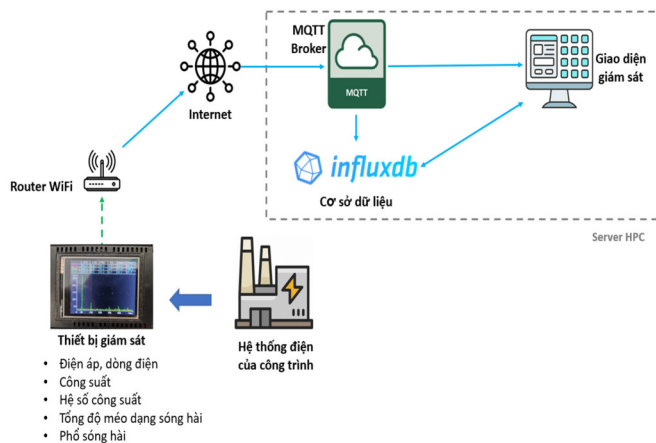 MQTT
Broker
MQTT
Giao diện
giám sát
Internet
influxdb
Cơ sở dữ liệu
Router WiFi
Server HPC
Thiết bị giám sát
Hệ thống điện
của công trình
• Điện áp, dòng điện
• Công suất
• Hệ số công suất
• Tổng độ méo dạng sóng hài
• Phổ sóng hài